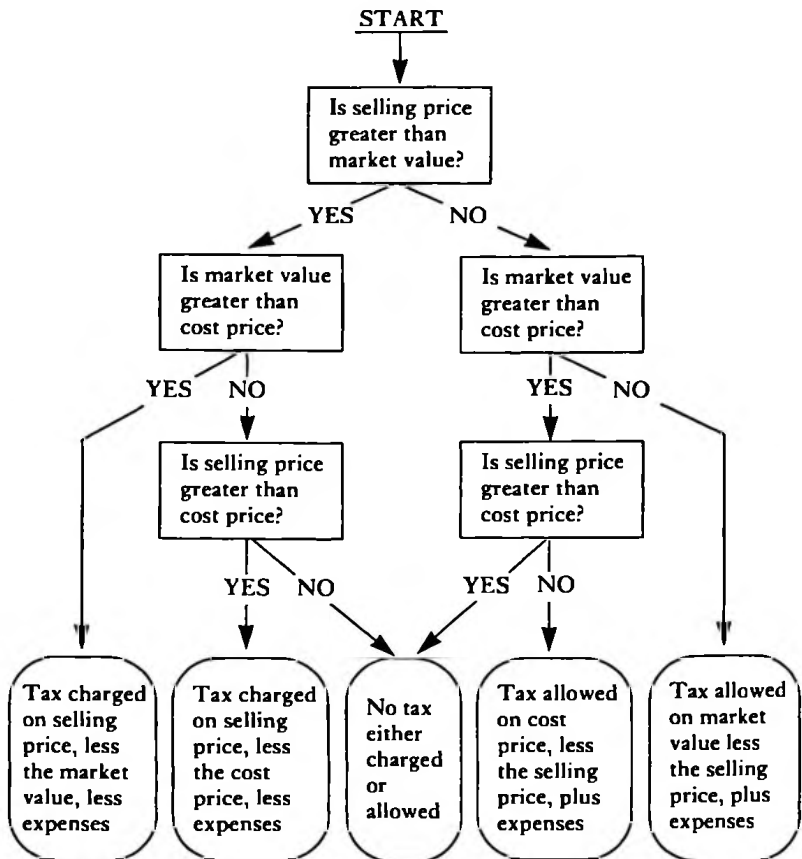 START
Is selling price
greater than
market value?
YES NO
Is market value
greater than
cost price?
Is market value
greater than
cost price?
YES NO
YES NO
Is selling price
greater than
cost price?
Is selling price
greater than
cost price?
YES NO
YES NO
Tax charged
on selling
price, less
the market
value, less
expenses
Tax charged
on selling
price, less
the cost
price, less
expenses
No tax
either
charged
or
allowed
Tax allowed
on cost
price, less
the selling
price, plus
expenses
Tax allowed
on market
value less
the selling
price, plus
expenses